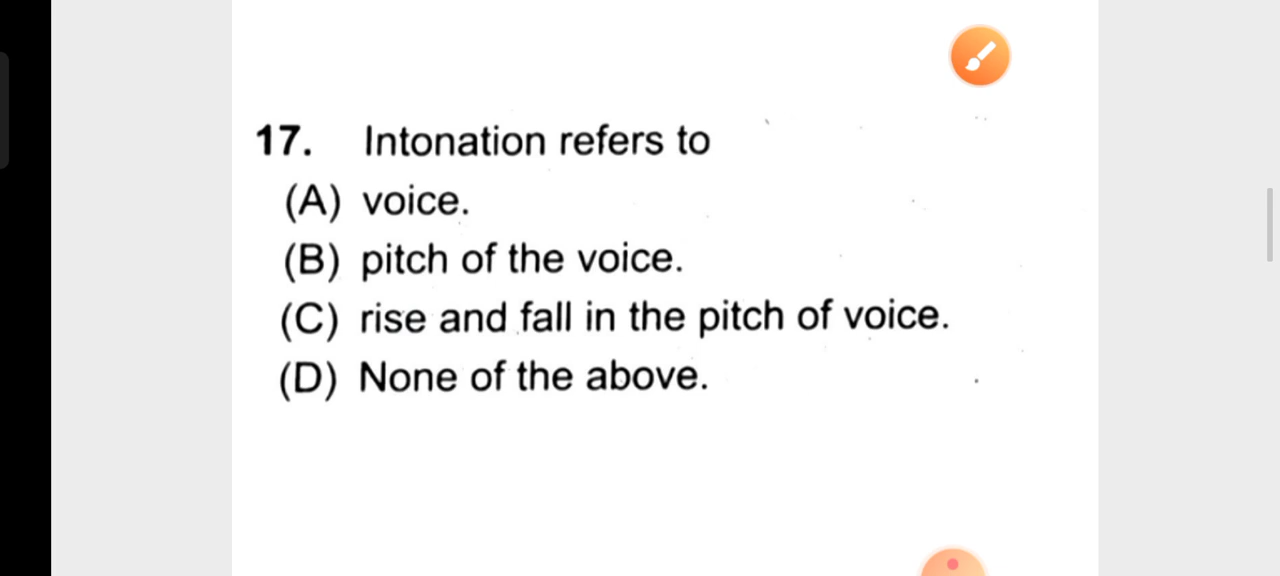 17. Intonation refers to
(A) voice.
(B) pitch of the voice.
(C) rise and fall in the pitch of voice.
(D) None of the above.